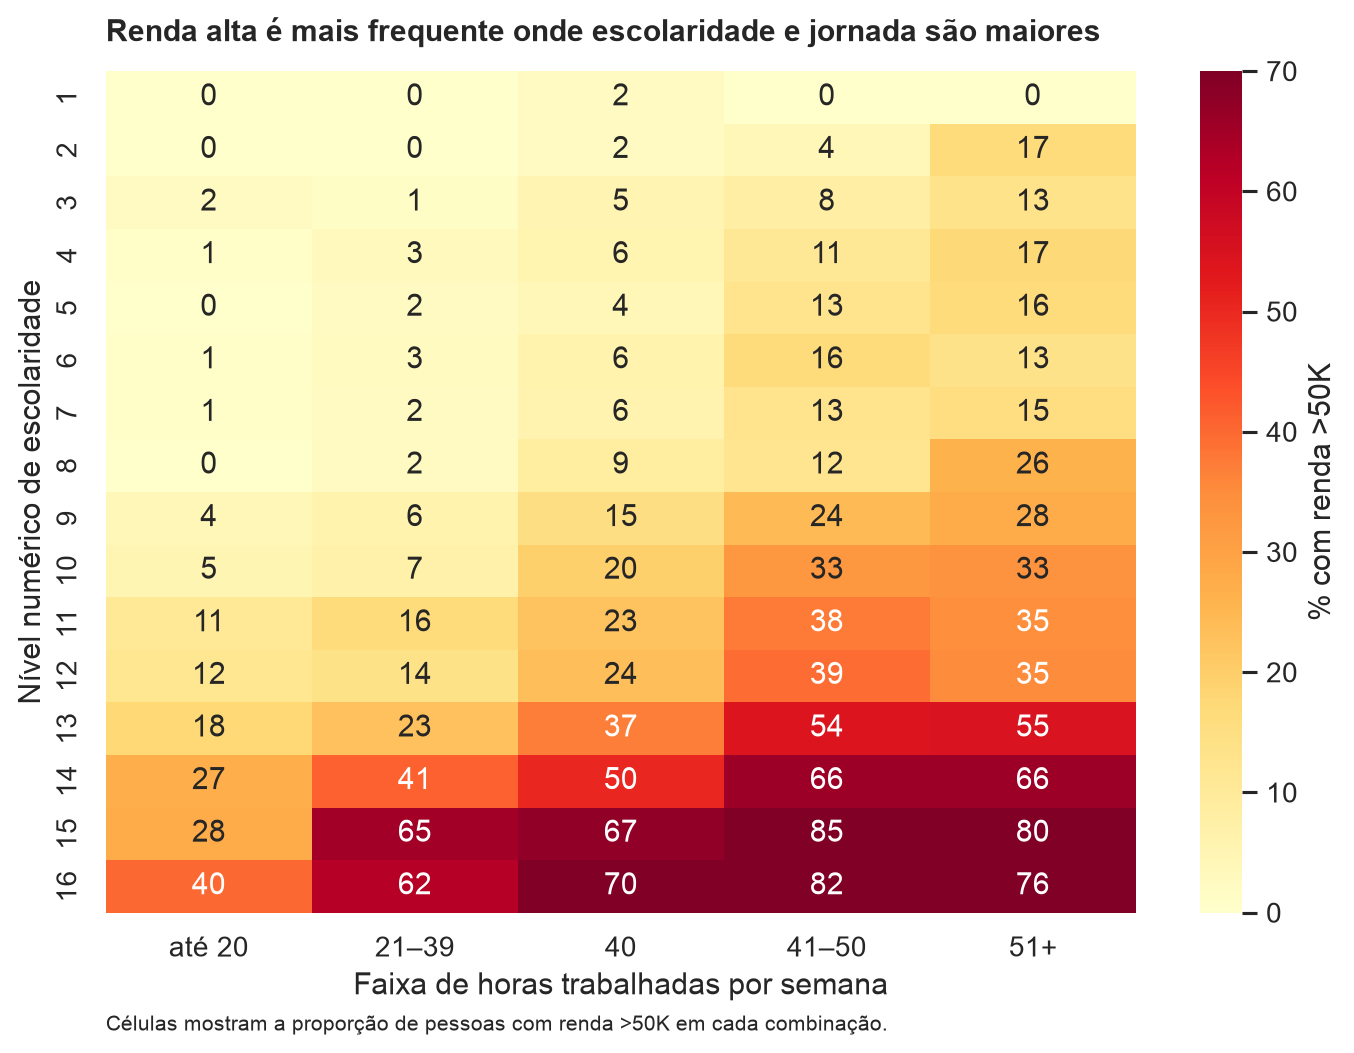 Renda alta é mais frequente onde escolaridade e jornada são maiores
Nível numérico de escolaridade
1 0 0 2 0 0
2 0 0 2 4 17
3 2 1 5 8 13
4 1 3 6 11 17
5 0 2 4 13 16
6 1 3 6 16 13
7 1 2 6 13 15
8 0 2 9 12 26
9 4 6 15 24 28
10 5 7 20 33 33
11 11 16 23 38 35
12 12 14 24 39 35
13 18 23 37 54 55
14 27 41 50 66 66
15 28 65 67 85 80
16 40 62 70 82 76
até 20 21–39 40 41–50 51+
Faixa de horas trabalhadas por semana
70
60
50
40
30
20
10
0
% com renda >50K
Células mostram a proporção de pessoas com renda >50K em cada combinação.